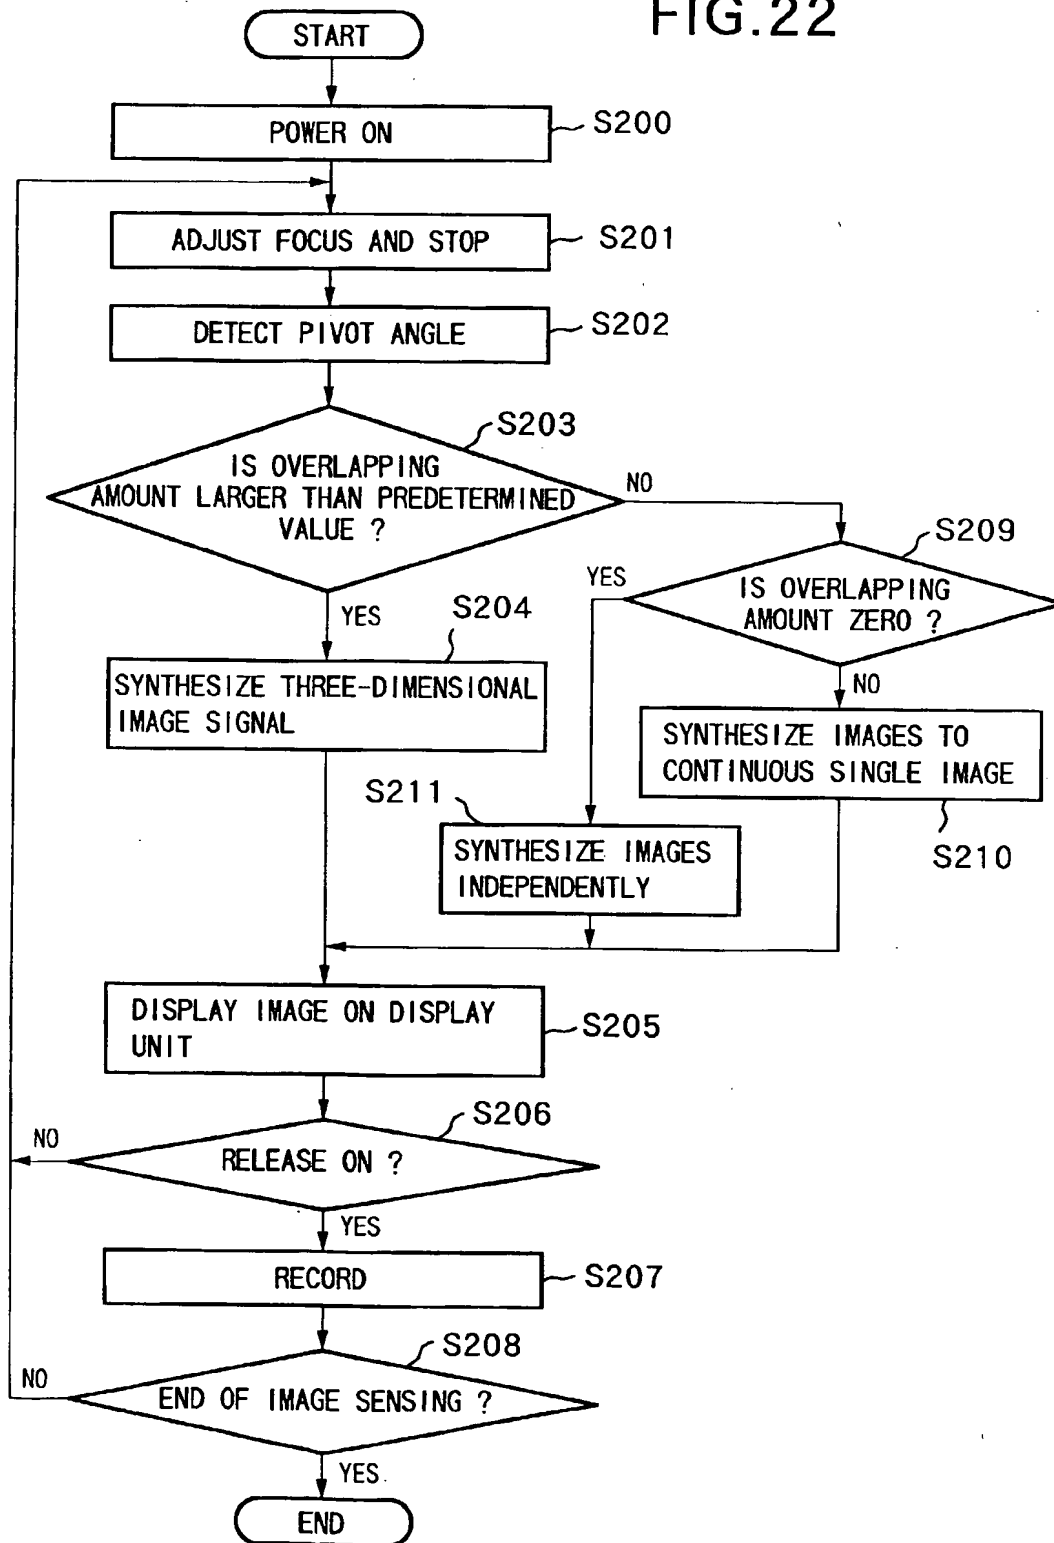 FIG.22
START
POWER ON
S200
ADJUST FOCUS AND STOP
S201
DETECT PIVOT ANGLE
S202
S203
IS OVERLAPPING
AMOUNT LARGER THAN PREDETERMINED
VALUE ?
NO
YES
S209
IS OVERLAPPING
AMOUNT ZERO ?
YES
NO
S204
SYNTHESIZE THREE-DIMENSIONAL
IMAGE SIGNAL
SYNTHESIZE IMAGES TO
CONTINUOUS SINGLE IMAGE
S210
S211
SYNTHESIZE IMAGES
INDEPENDENTLY
DISPLAY IMAGE ON DISPLAY
UNIT
S205
S206
RELEASE ON ?
NO
YES
RECORD
S207
S208
END OF IMAGE SENSING ?
NO
YES
END